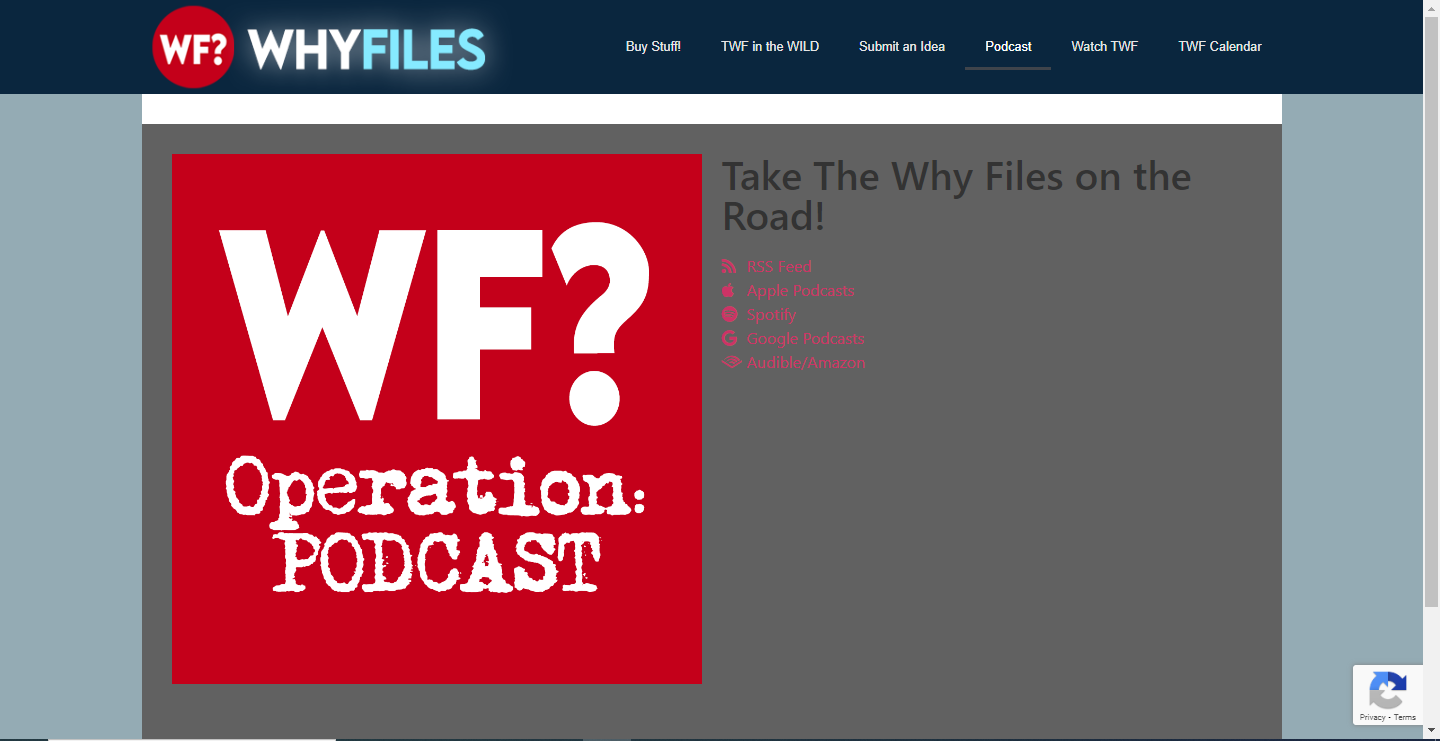 WF? WHYFILES
Buy Stuff! TWF in the WILD Submit an Idea Podcast Watch TWF TWF Calendar
WF?
Operation:
PODCAST
Take The Why Files on the
Road!
RSS Feed
Apple Podcasts
Spotify
Google Podcasts
Audible/Amazon
Privacy - Terms